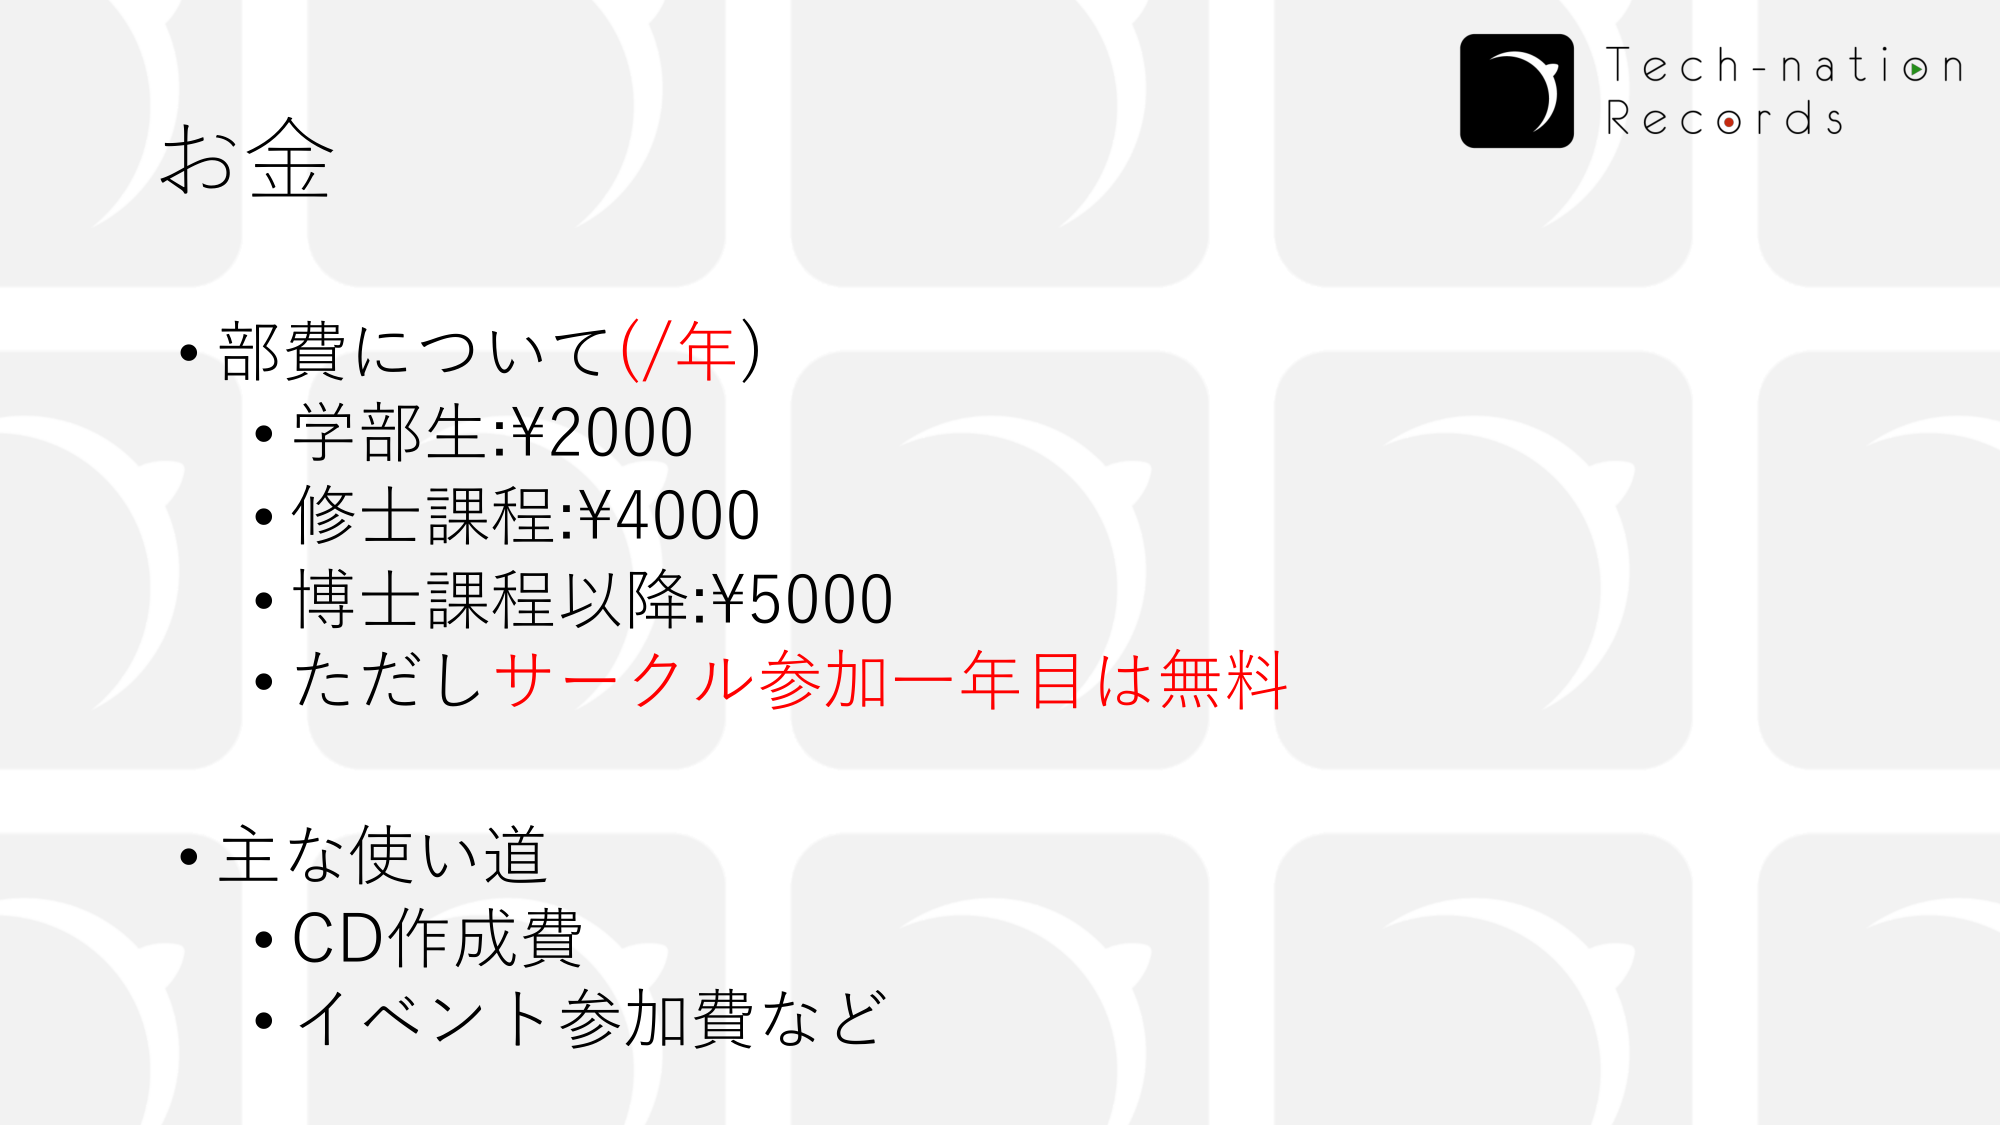 Tech-nation
Records
お金
• 部費について(/年)
• 学部生:¥2000
• 修士課程:¥4000
• 博士課程以降:¥5000
• ただしサークル参加一年目は無料
• 主な使い道
• CD作成費
• イベント参加費など